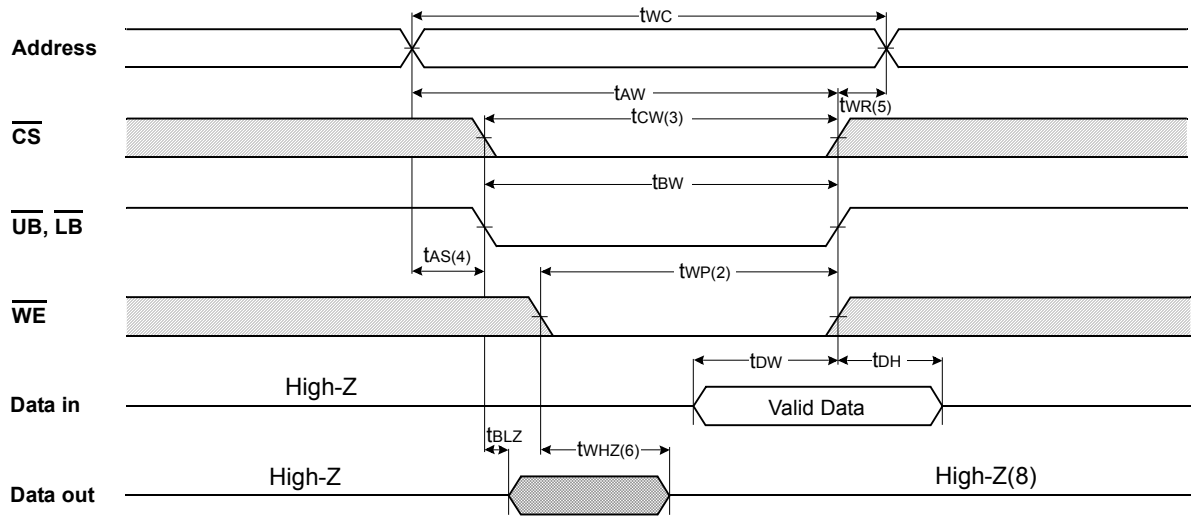 tWC
Address
tAW
tWR(5)
tCW(3)
CS
tBW
UB, LB
tAS(4)
tWP(2)
WE
tDW
tDH
High-Z
Data in
Valid Data
tBLZ
tWHZ(6)
High-Z
High-Z(8)
Data out